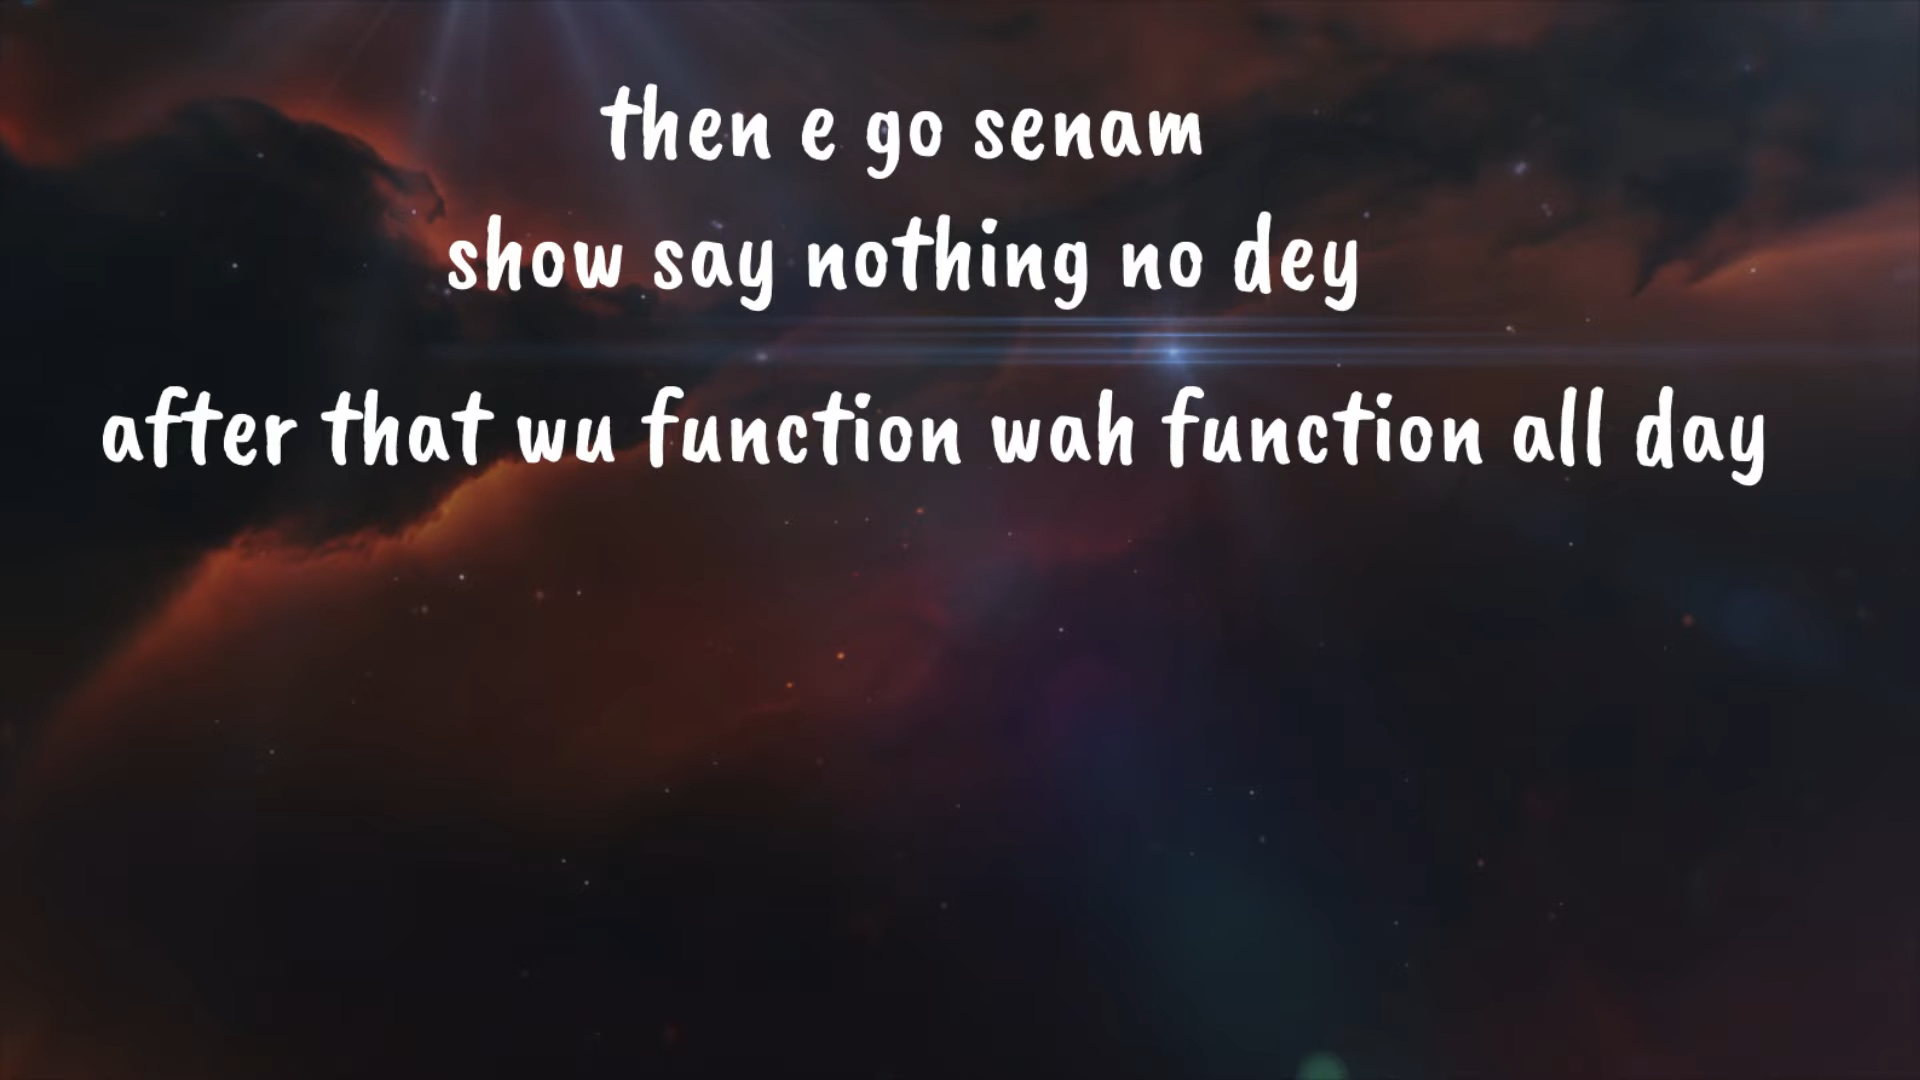 then e go senam
show say nothing no dey
after that wu function wah function all day